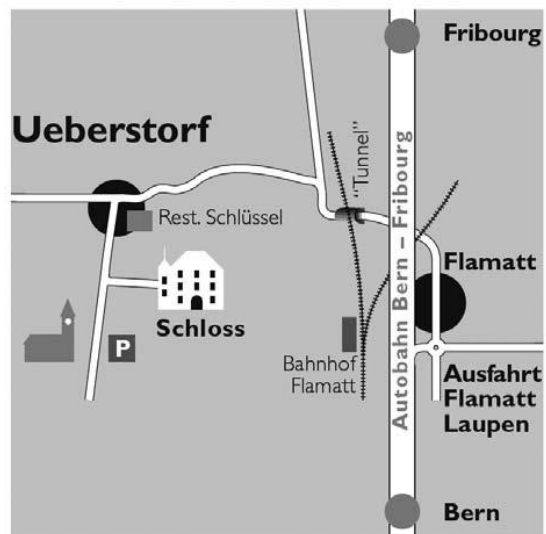 Fribourg
Ueberstorf
"Tunnel"
Rest. Schlüssel
Autobahn Bern – Fribourg
Flamatt
Schloss
P
Bahnhof
Flamatt
Ausfahrt
Flamatt
Laupen
Bern